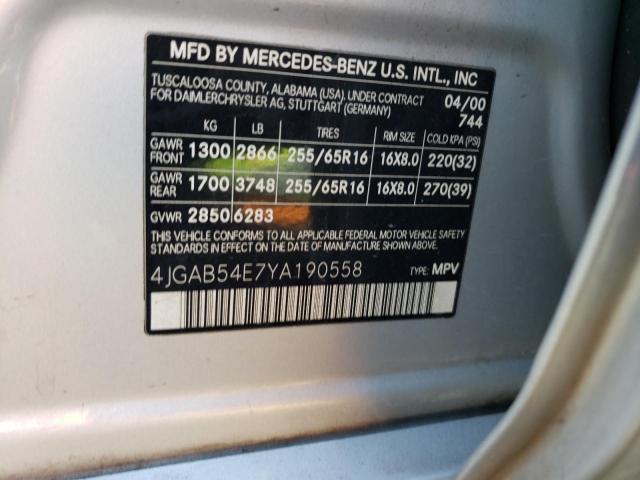 MFD BY MERCEDES-BENZ U.S. INTL., INC
TUSCALOOSA COUNTY, ALABAMA (USA), UNDER CONTRACT 04/00
FOR DAIMLERCHRYSLER AG, STUTTGART (GERMANY) 744
KG LB TIRES RIM SIZE COLD KPA (PSI)
GAWR FRONT 1300 2866 255/65R16 16X8.0 220(32)
GAWR REAR 1700 3748 255/65R16 16X8.0 270(39)
GVWR 2850 6283
THIS VEHICLE CONFORMS TO ALL APPLICABLE FEDERAL MOTOR VEHICLE SAFETY
STANDARDS IN EFFECT ON THE DATE OF MANUFACTURE SHOWN ABOVE.
4JGAB54E7YA190558 TYPE: MPV